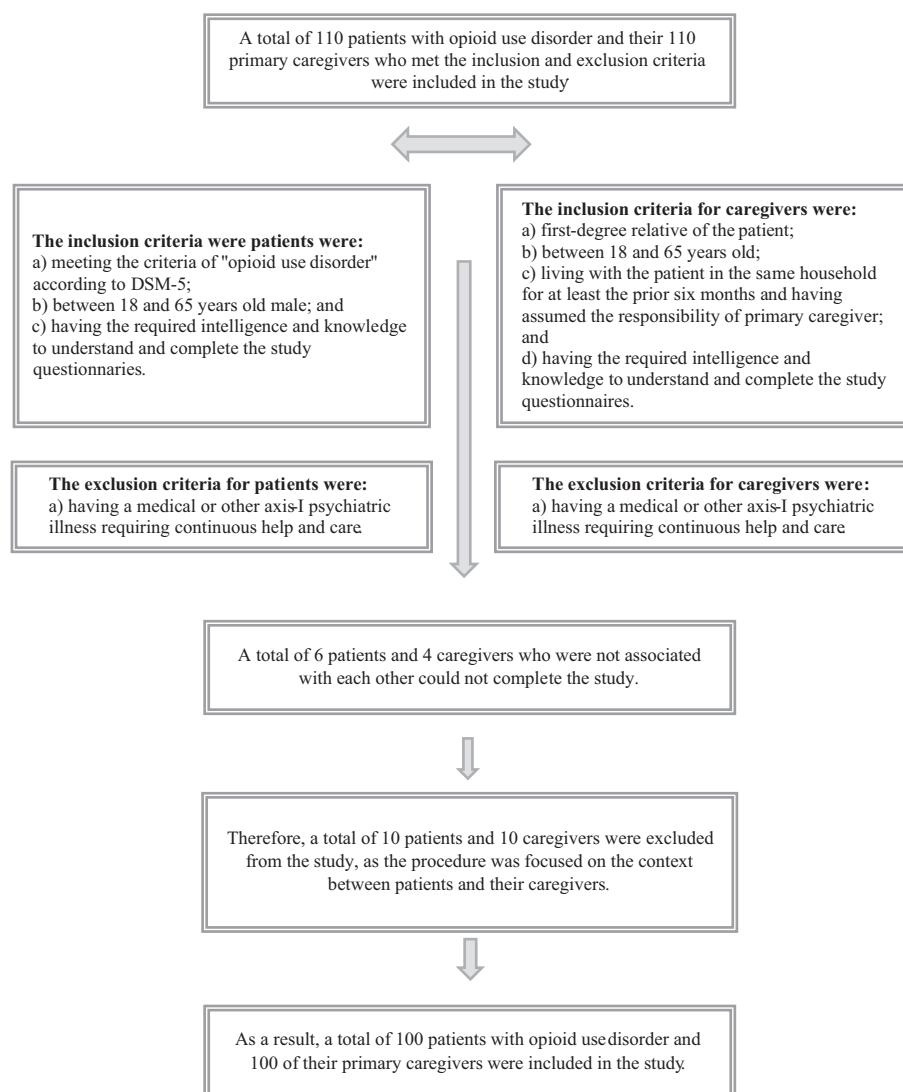 A total of 110 patients with opioid use disorder and their 110
primary caregivers who met the inclusion and exclusion criteria
were included in the study
The inclusion criteria were patients were:
a) meeting the criteria of "opioid use disorder"
according to DSM-5;
b) between 18 and 65 years old male; and
c) having the required intelligence and knowledge
to understand and complete the study
questionnaries.
The inclusion criteria for caregivers were:
a) first-degree relative of the patient;
b) between 18 and 65 years old;
c) living with the patient in the same household
for at least the prior six months and having
assumed the responsibility of primary caregiver;
and
d) having the required intelligence and
knowledge to understand and complete the study
questionnaires.
The exclusion criteria for patients were:
a) having a medical or other axis-I psychiatric
illness requiring continuous help and care.
The exclusion criteria for caregivers were:
a) having a medical or other axis-I psychiatric
illness requiring continuous help and care.
A total of 6 patients and 4 caregivers who were not associated
with each other could not complete the study.
Therefore, a total of 10 patients and 10 caregivers were excluded
from the study, as the procedure was focused on the context
between patients and their caregivers.
As a result, a total of 100 patients with opioid use disorder and
100 of their primary caregivers were included in the study.